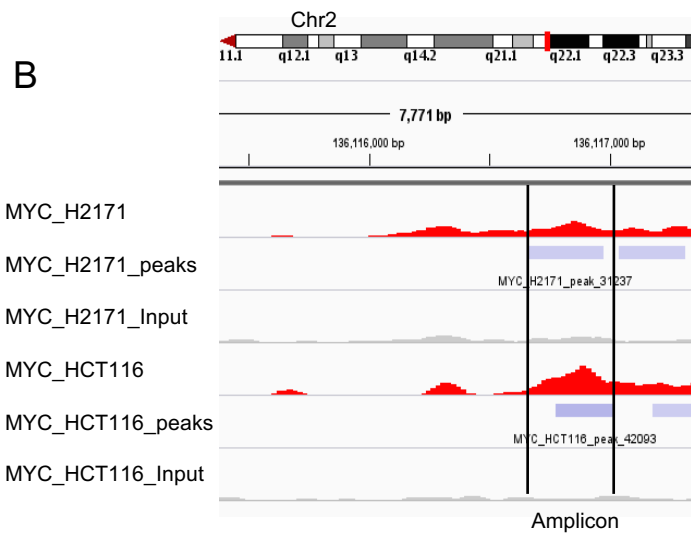 Chr2
11.1 q12.1 q13 q14.2 q21.1 q22.1 q22.3 q23.3
B
7,771 bp
136,116,000 bp 136,117,000 bp
MYC_H2171
MYC_H2171_peaks
MYC_H2171_peak_31237
MYC_H2171_Input
MYC_HCT116
MYC_HCT116_peaks
MYC_HCT116_peak_42093
MYC_HCT116_Input
Amplicon